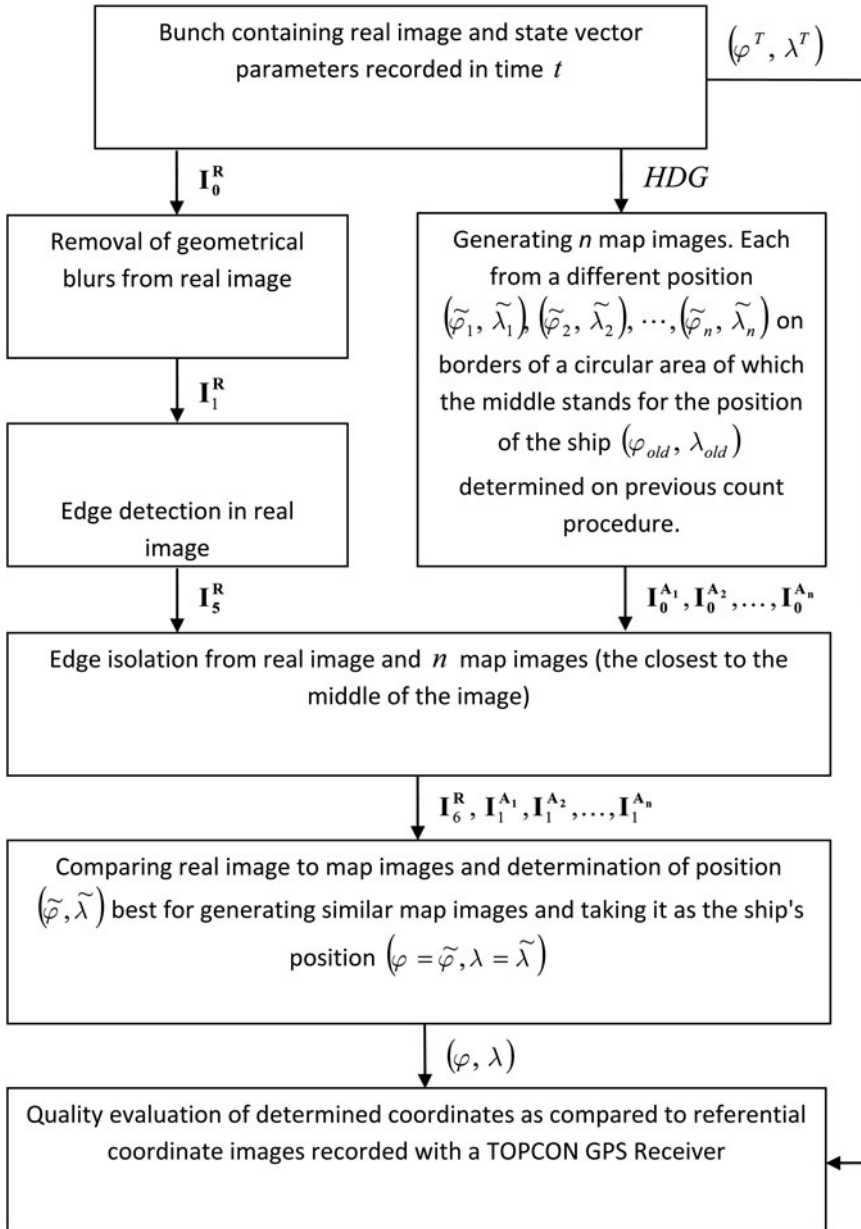 Bunch containing real image and state vector
parameters recorded in time t
(φ^T, λ^T)
I_0^R
HDG
Removal of geometrical
blurs from real image
Generating n map images. Each
from a different position
(φ̃_1, λ̃_1), (φ̃_2, λ̃_2), ⋯, (φ̃_n, λ̃_n) on
borders of a circular area of which
the middle stands for the position
of the ship (φ_old, λ_old)
determined on previous count
procedure.
I_1^R
Edge detection in real
image
I_5^R
I_0^A_1, I_0^A_2, ..., I_0^A_n
Edge isolation from real image and n map images (the closest to the
middle of the image)
I_6^R, I_1^A_1, I_1^A_2, ..., I_1^A_n
Comparing real image to map images and determination of position
(φ̃, λ̃) best for generating similar map images and taking it as the ship's
position (φ = φ̃, λ = λ̃)
(φ, λ)
Quality evaluation of determined coordinates as compared to referential
coordinate images recorded with a TOPCON GPS Receiver